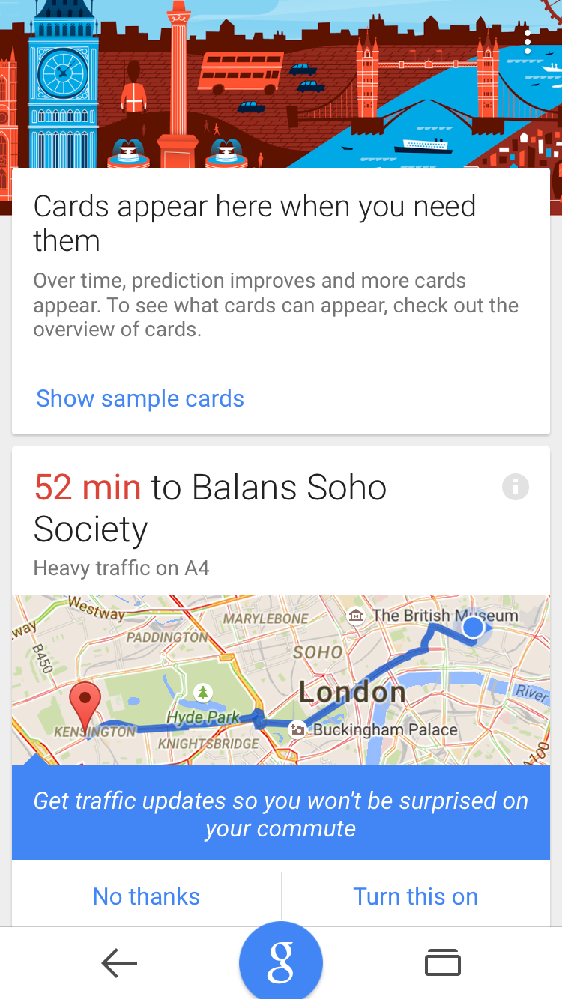 Cards appear here when you need
them
Over time, prediction improves and more cards
appear. To see what cards can appear, check out the
overview of cards.
Show sample cards
52 min to Balans Soho
Society
Heavy traffic on A4
Westway
way
B450
PADDINGTON
MARYLEBONE
The British Museum
SOHO
London
River
Hyde Park
KENSINGTON
KNIGHTSBRIDGE
Buckingham Palace
A100
Get traffic updates so you won't be surprised on
your commute
No thanks
Turn this on
g